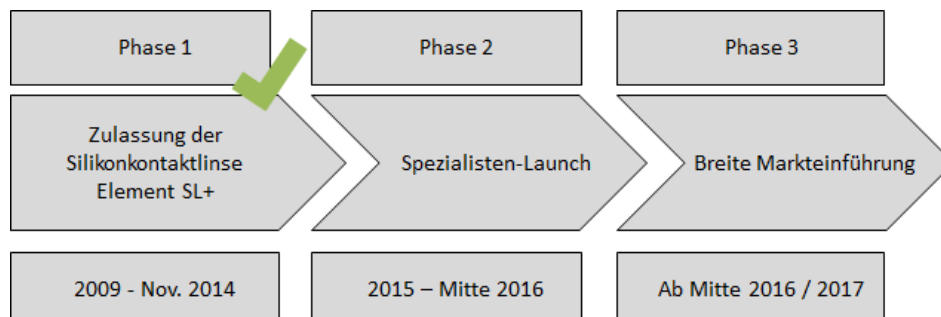 Phase 1
Phase 2
Phase 3
Zulassung der
Silikonkontaktlinse
Element SL+
Spezialisten-Launch
Breite Markteinführung
2009 - Nov. 2014
2015 – Mitte 2016
Ab Mitte 2016 / 2017